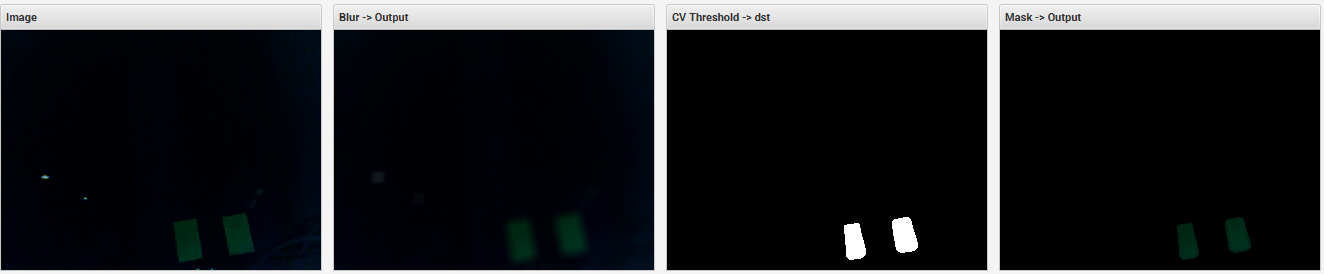 Image
Blur -> Output
CV Threshold -> dst
Mask -> Output